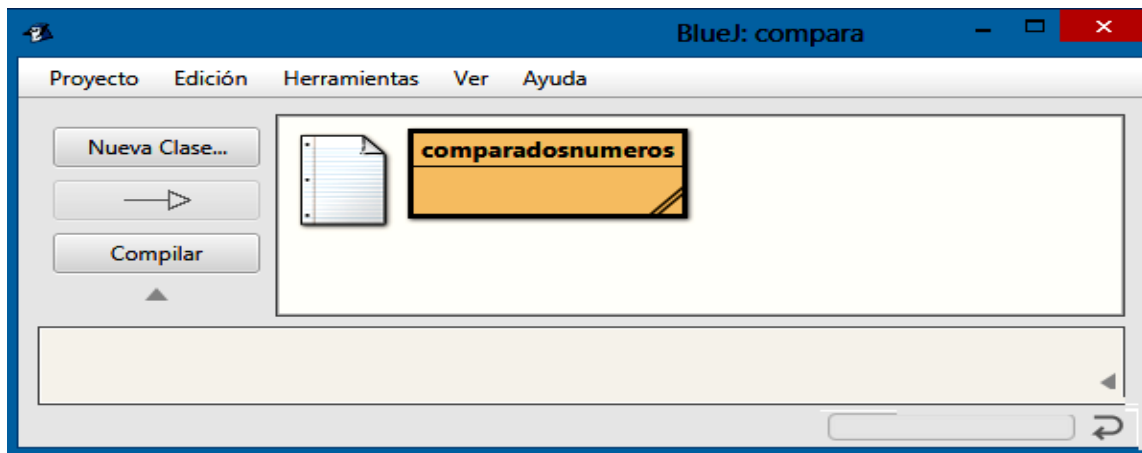 BlueJ: compara
Proyecto Edición Herramientas Ver Ayuda
Nueva Clase...
comparadosnumeros
Compilar